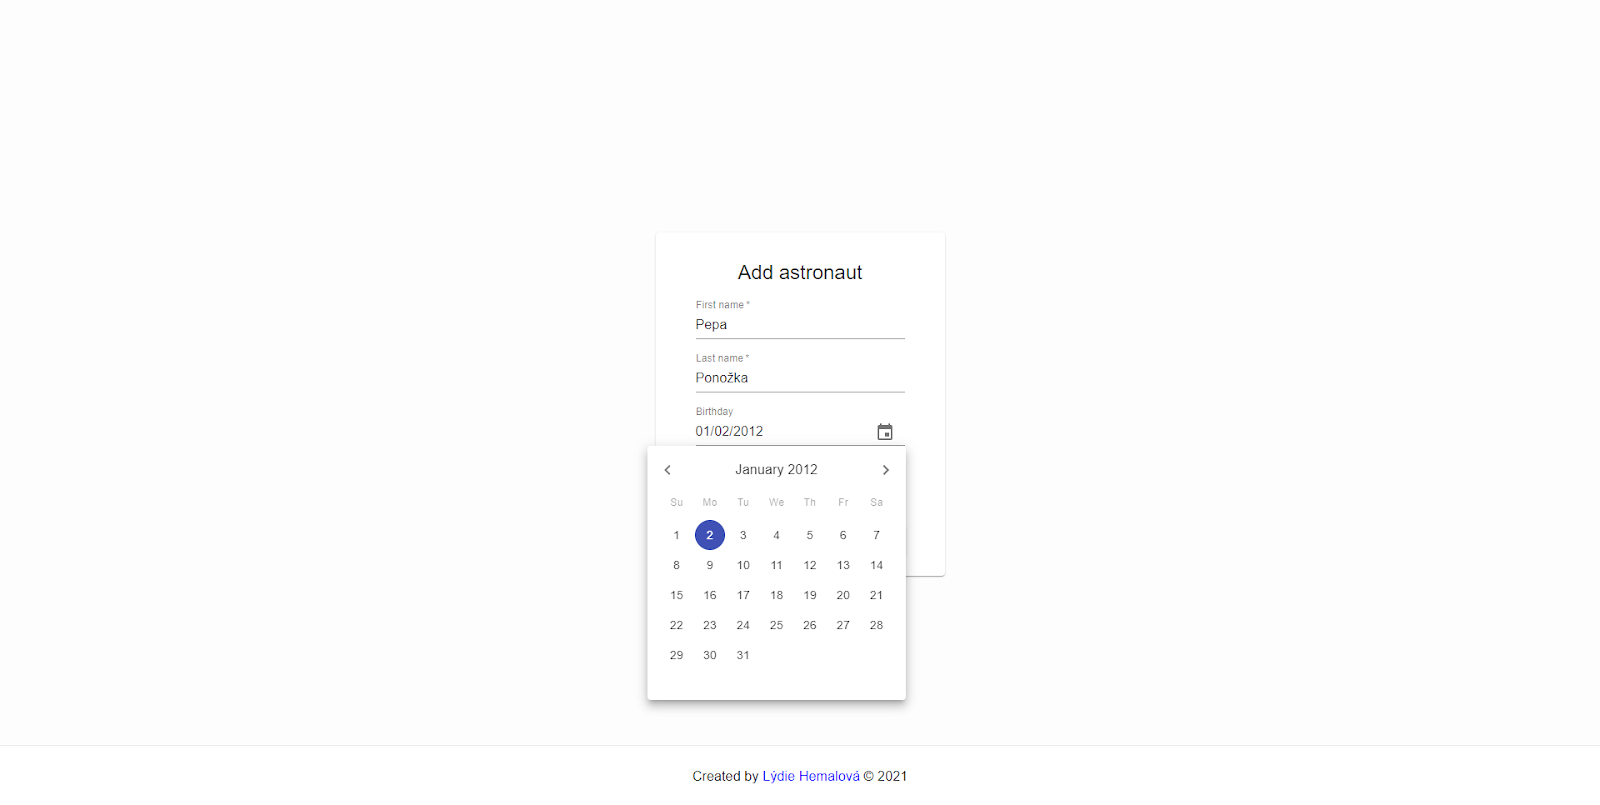 Add astronaut
First name *
Pepa
Last name *
Ponožka
Birthday
01/02/2012
January 2012
Su Mo Tu We Th Fr Sa
1 2 3 4 5 6 7
8 9 10 11 12 13 14
15 16 17 18 19 20 21
22 23 24 25 26 27 28
29 30 31
Created by Lýdie Hemalová © 2021